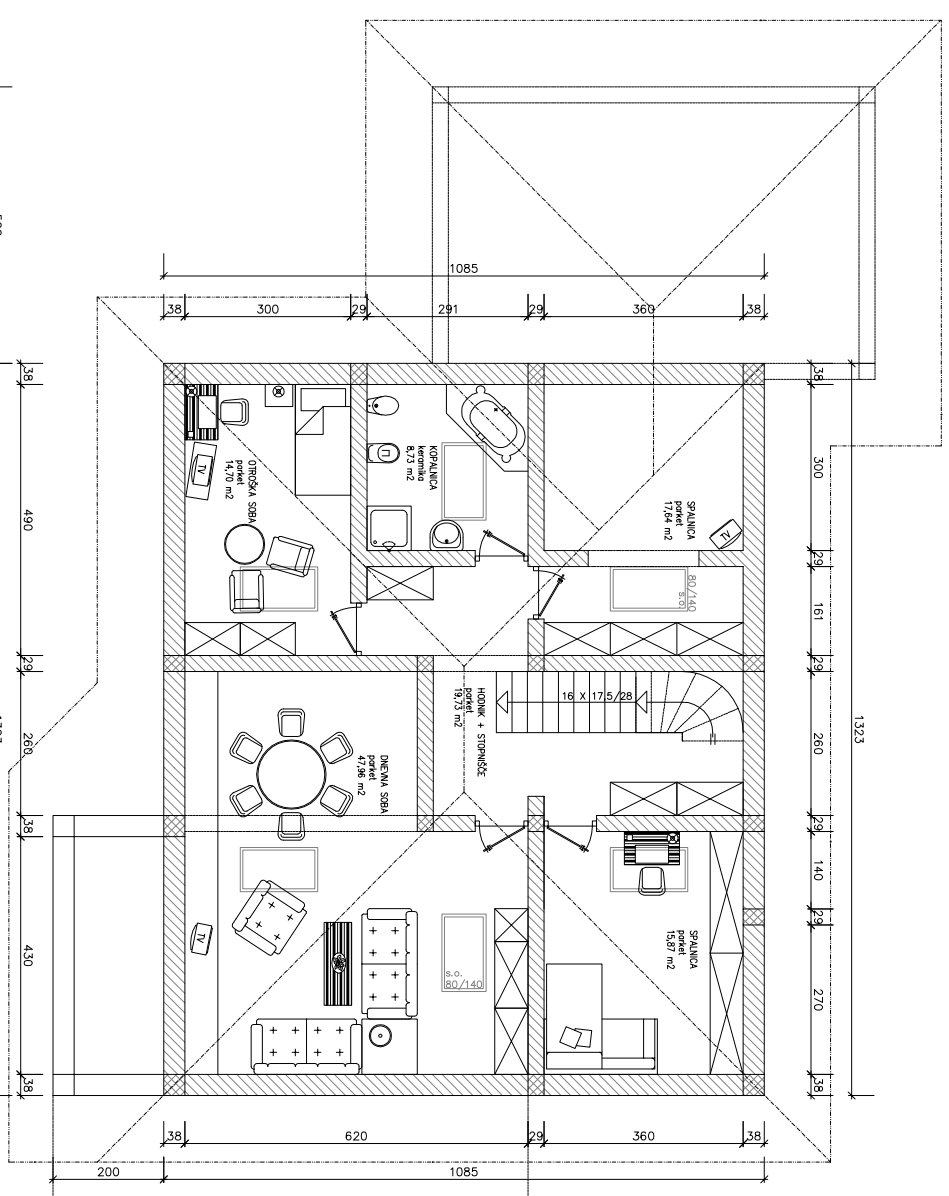 1085
38
300
29
291
29
360
38
38
490
29
260
38
430
38
38
300
29
161
29
260
29
140
29
270
38
1323
OTROŠKA SOBA
parket
14,70 m2
TV
KOPALNICA
keramika
8,73 m2
SPALNICA
parket
17,64 m2
TV
80/140
s.o.
HODNIK + STOPNIŠČE
parket
19,73 m2
16 X 17,5/28
DNEVNA SOBA
parket
47,96 m2
TV
s.o.
80/140
SPALNICA
parket
15,87 m2
38
620
29
360
38
200
1085